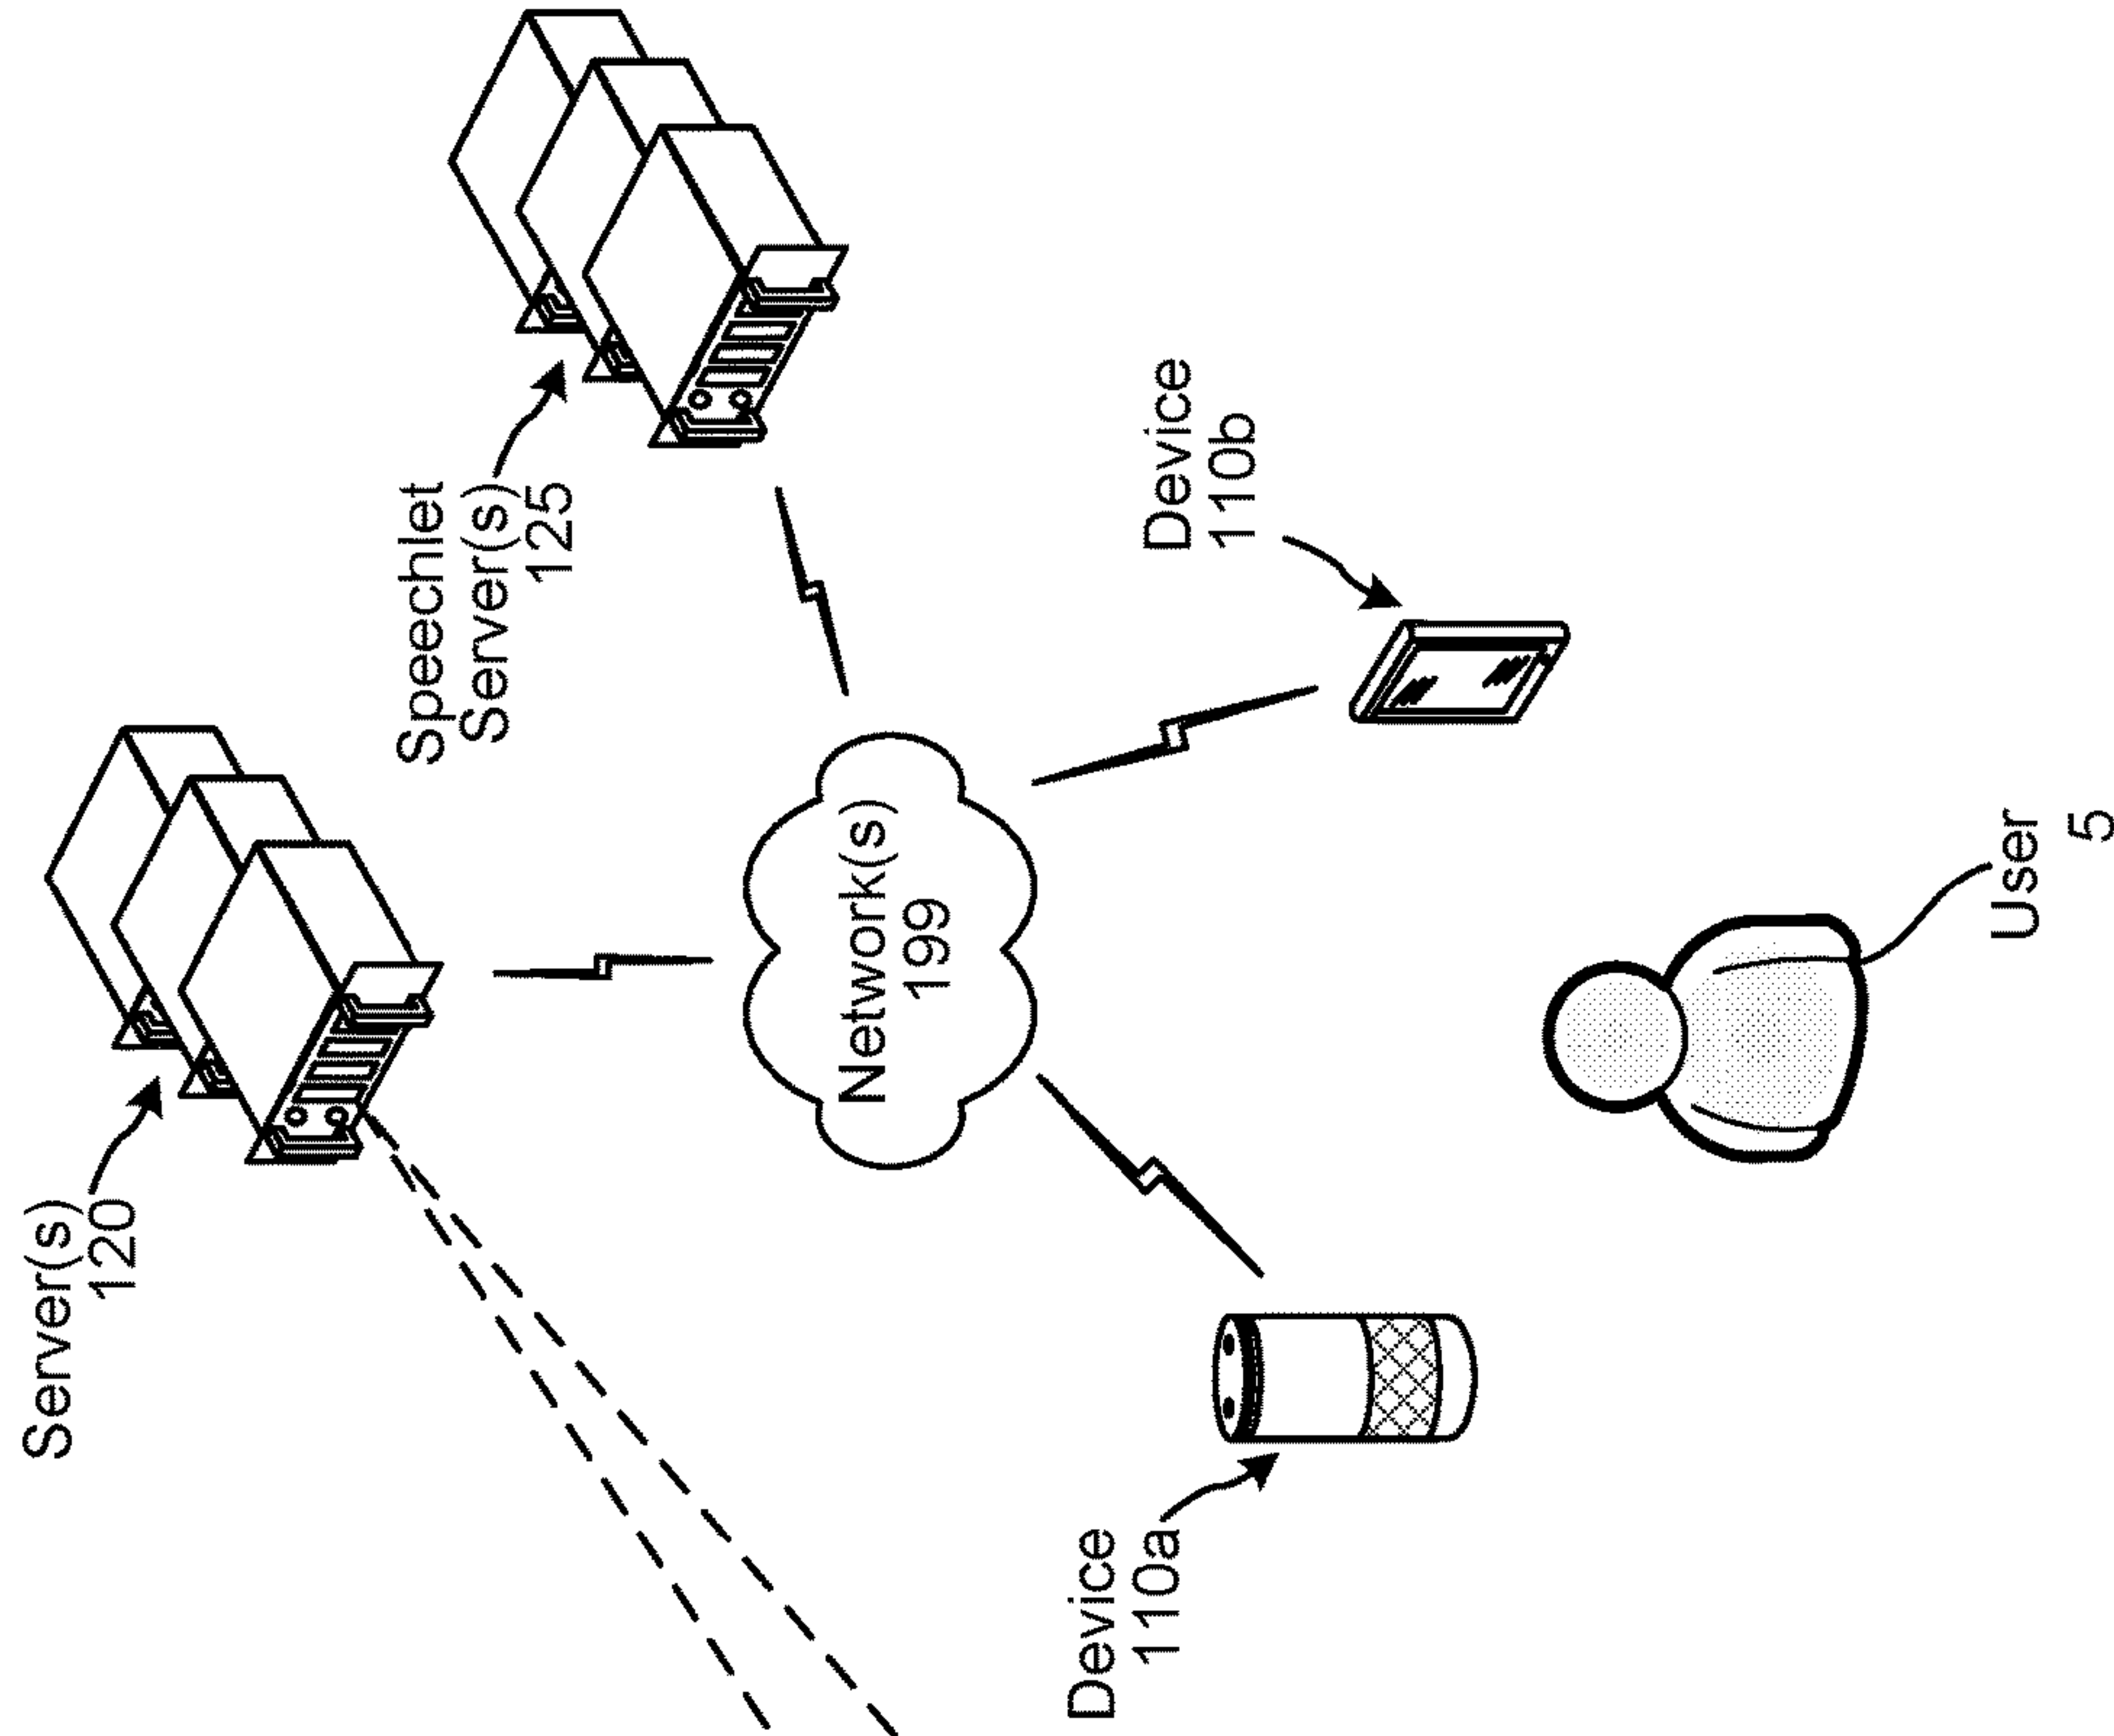 Server(s)
120
Speechlet
Server(s)
125
Network(s)
199
Device
110a
Device
110b
User
5